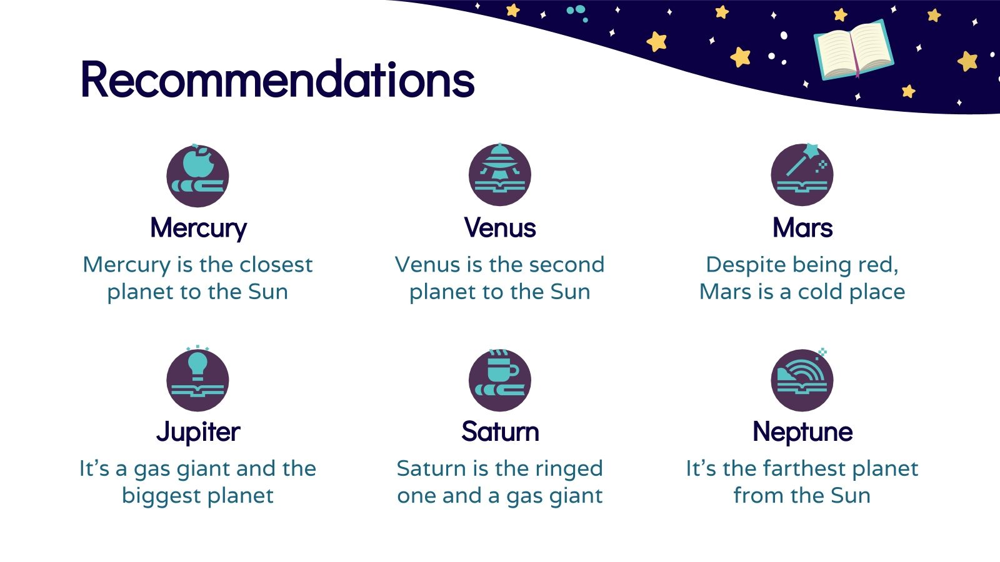 Recommendations
Mercury
Mercury is the closest
planet to the Sun
Venus
Venus is the second
planet to the Sun
Mars
Despite being red,
Mars is a cold place
Jupiter
It’s a gas giant and the
biggest planet
Saturn
Saturn is the ringed
one and a gas giant
Neptune
It’s the farthest planet
from the Sun